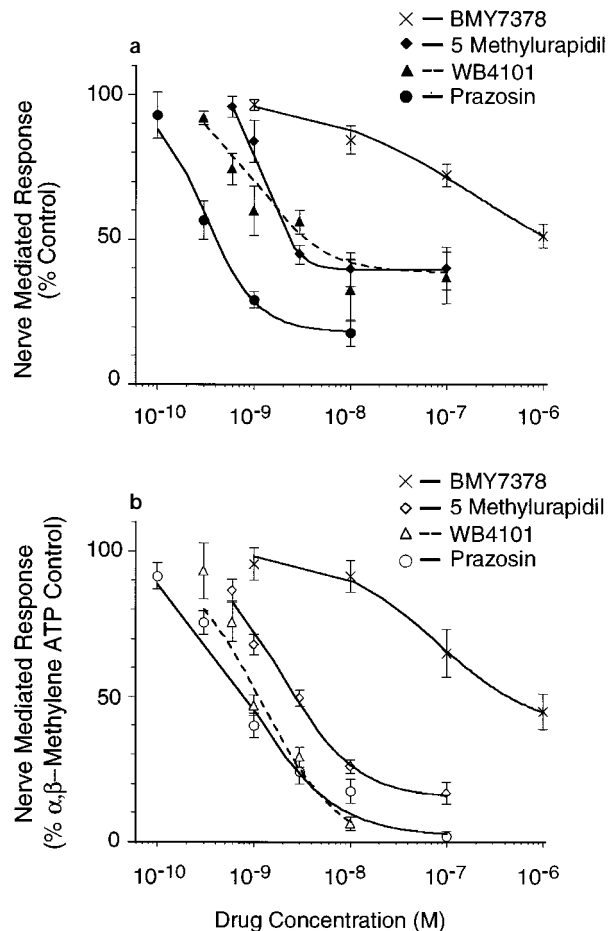 a
BMY7378
5 Methylurapidil
WB4101
Prazosin
100
50
0
Nerve Mediated Response
(% Control)
10-10
10-9
10-8
10-7
10-6
b
BMY7378
5 Methylurapidil
WB4101
Prazosin
100
50
0
Nerve Mediated Response
(% α,β−Methylene ATP Control)
10-10
10-9
10-8
10-7
10-6
Drug Concentration (M)